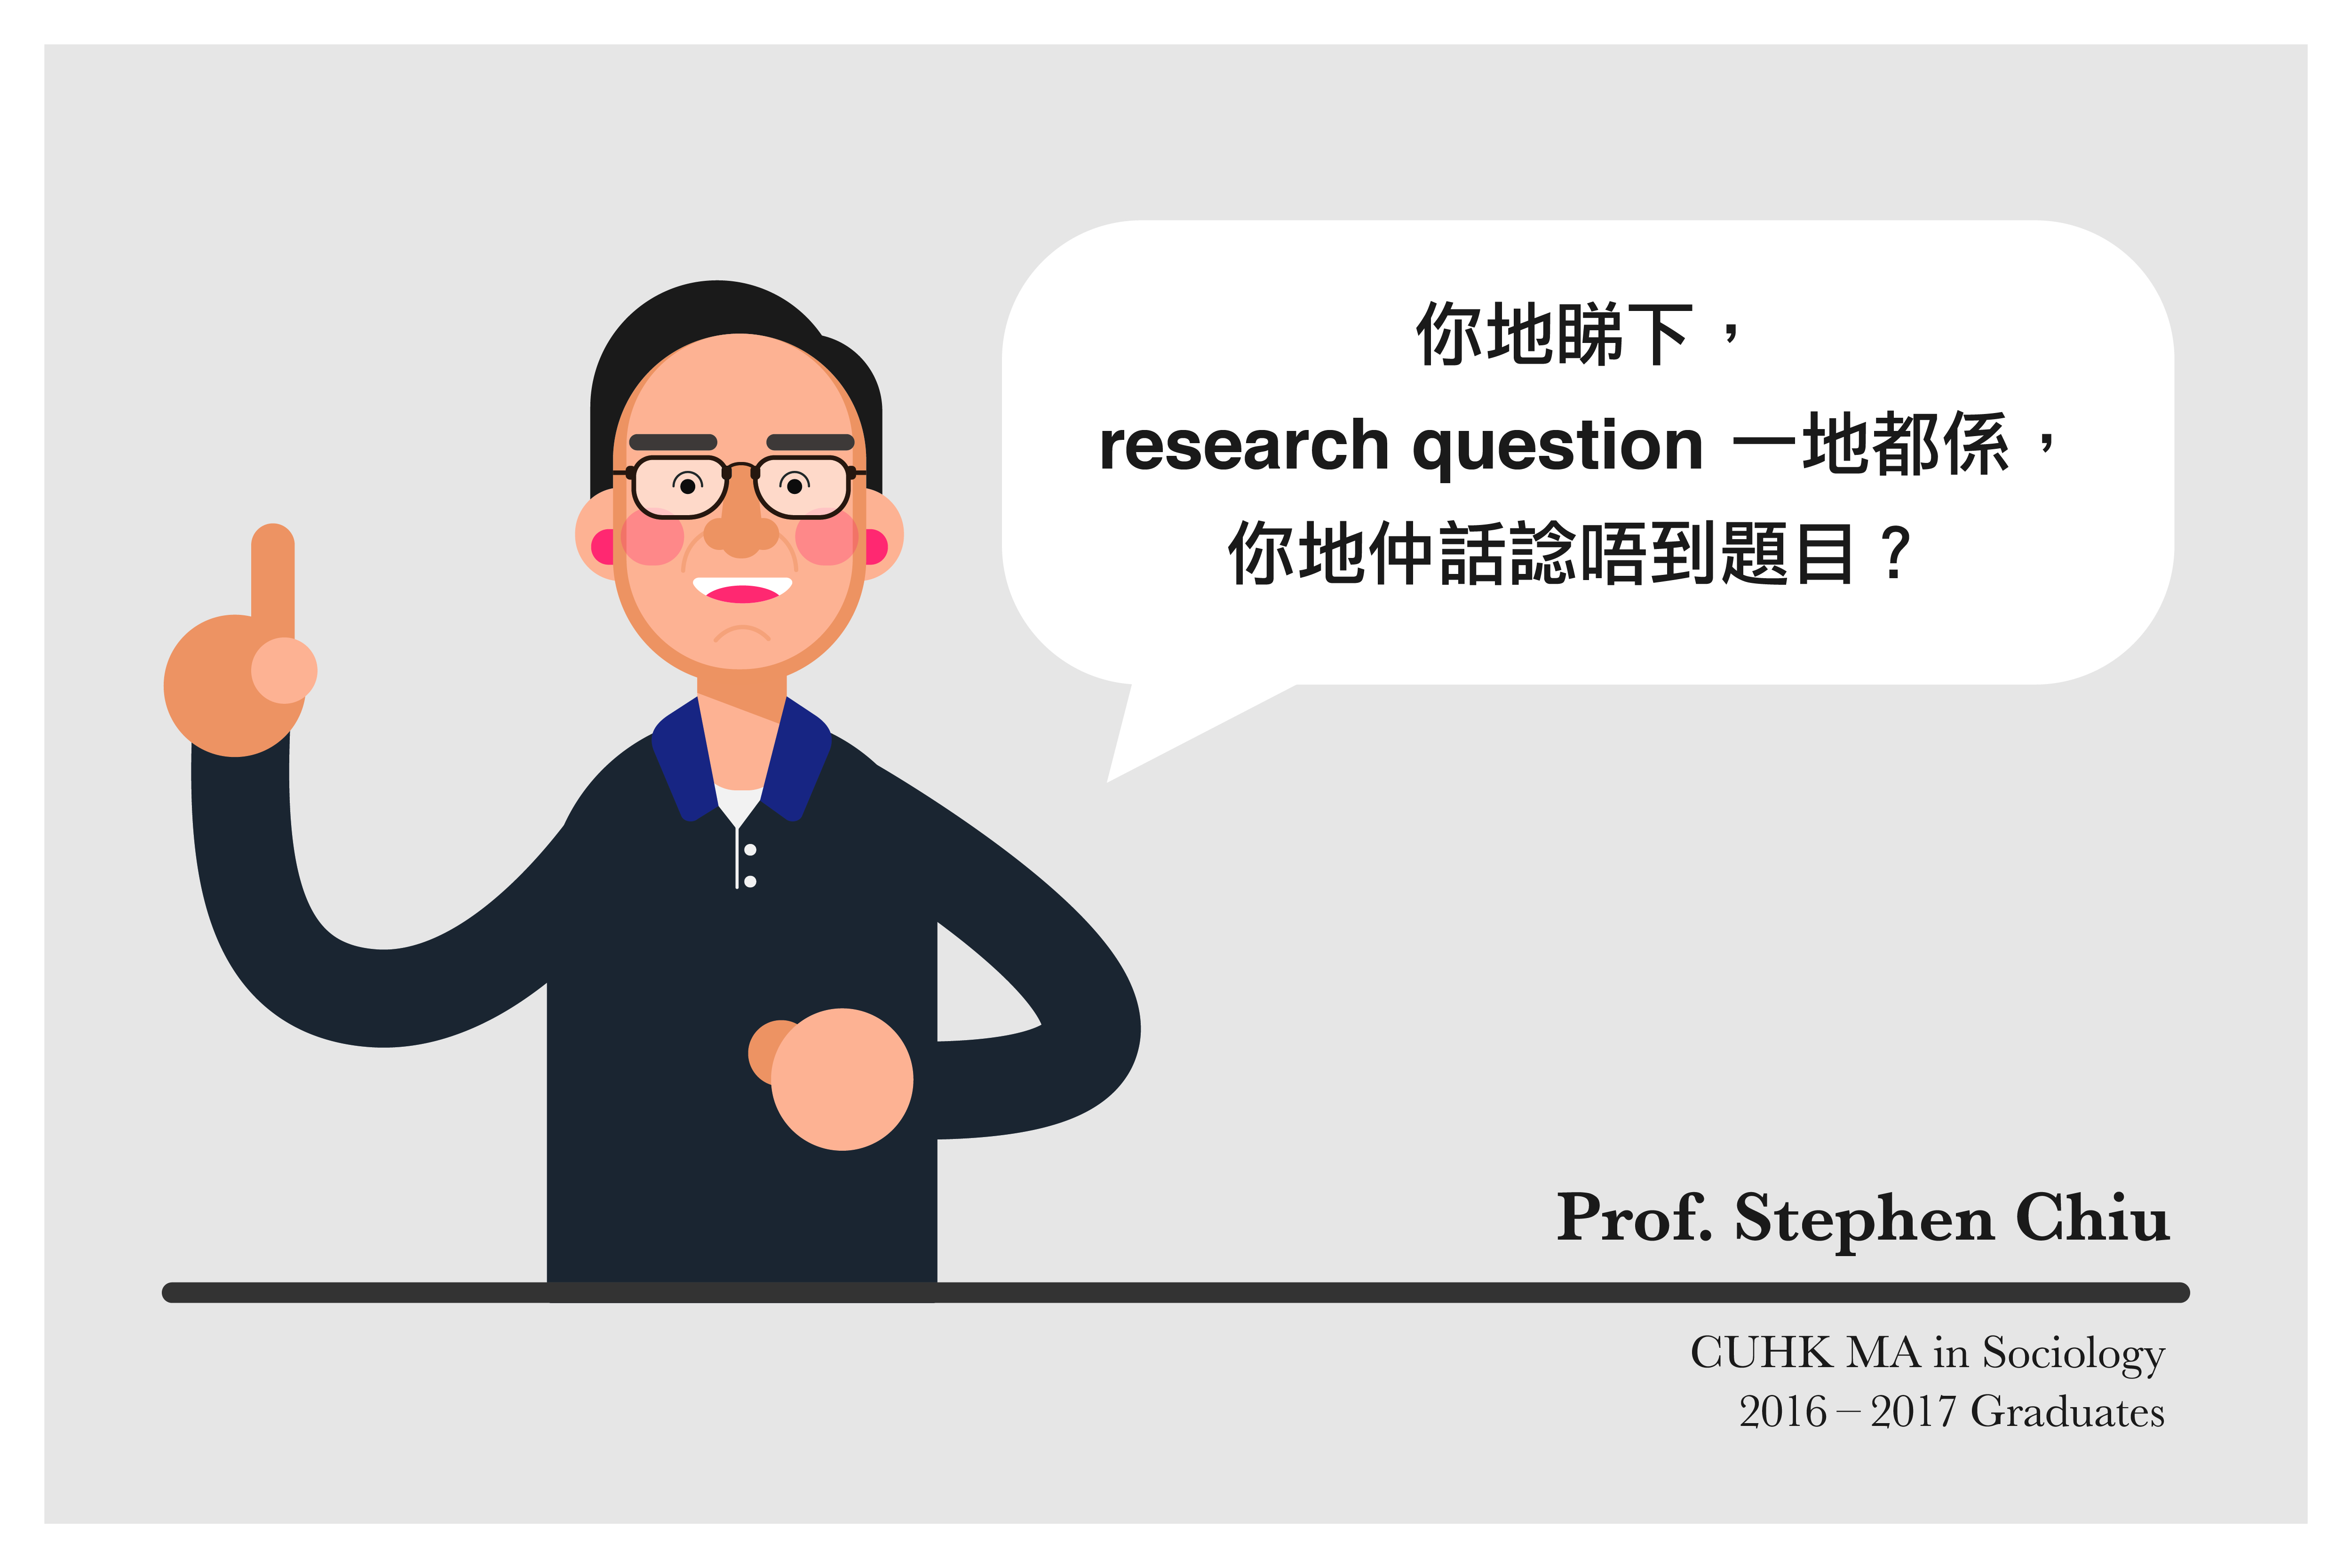 你地睇下，
research question 一地都係，
你地仲話諗唔到題目？
Prof. Stephen Chiu
CUHK MA in Sociology
2016 – 2017 Graduates